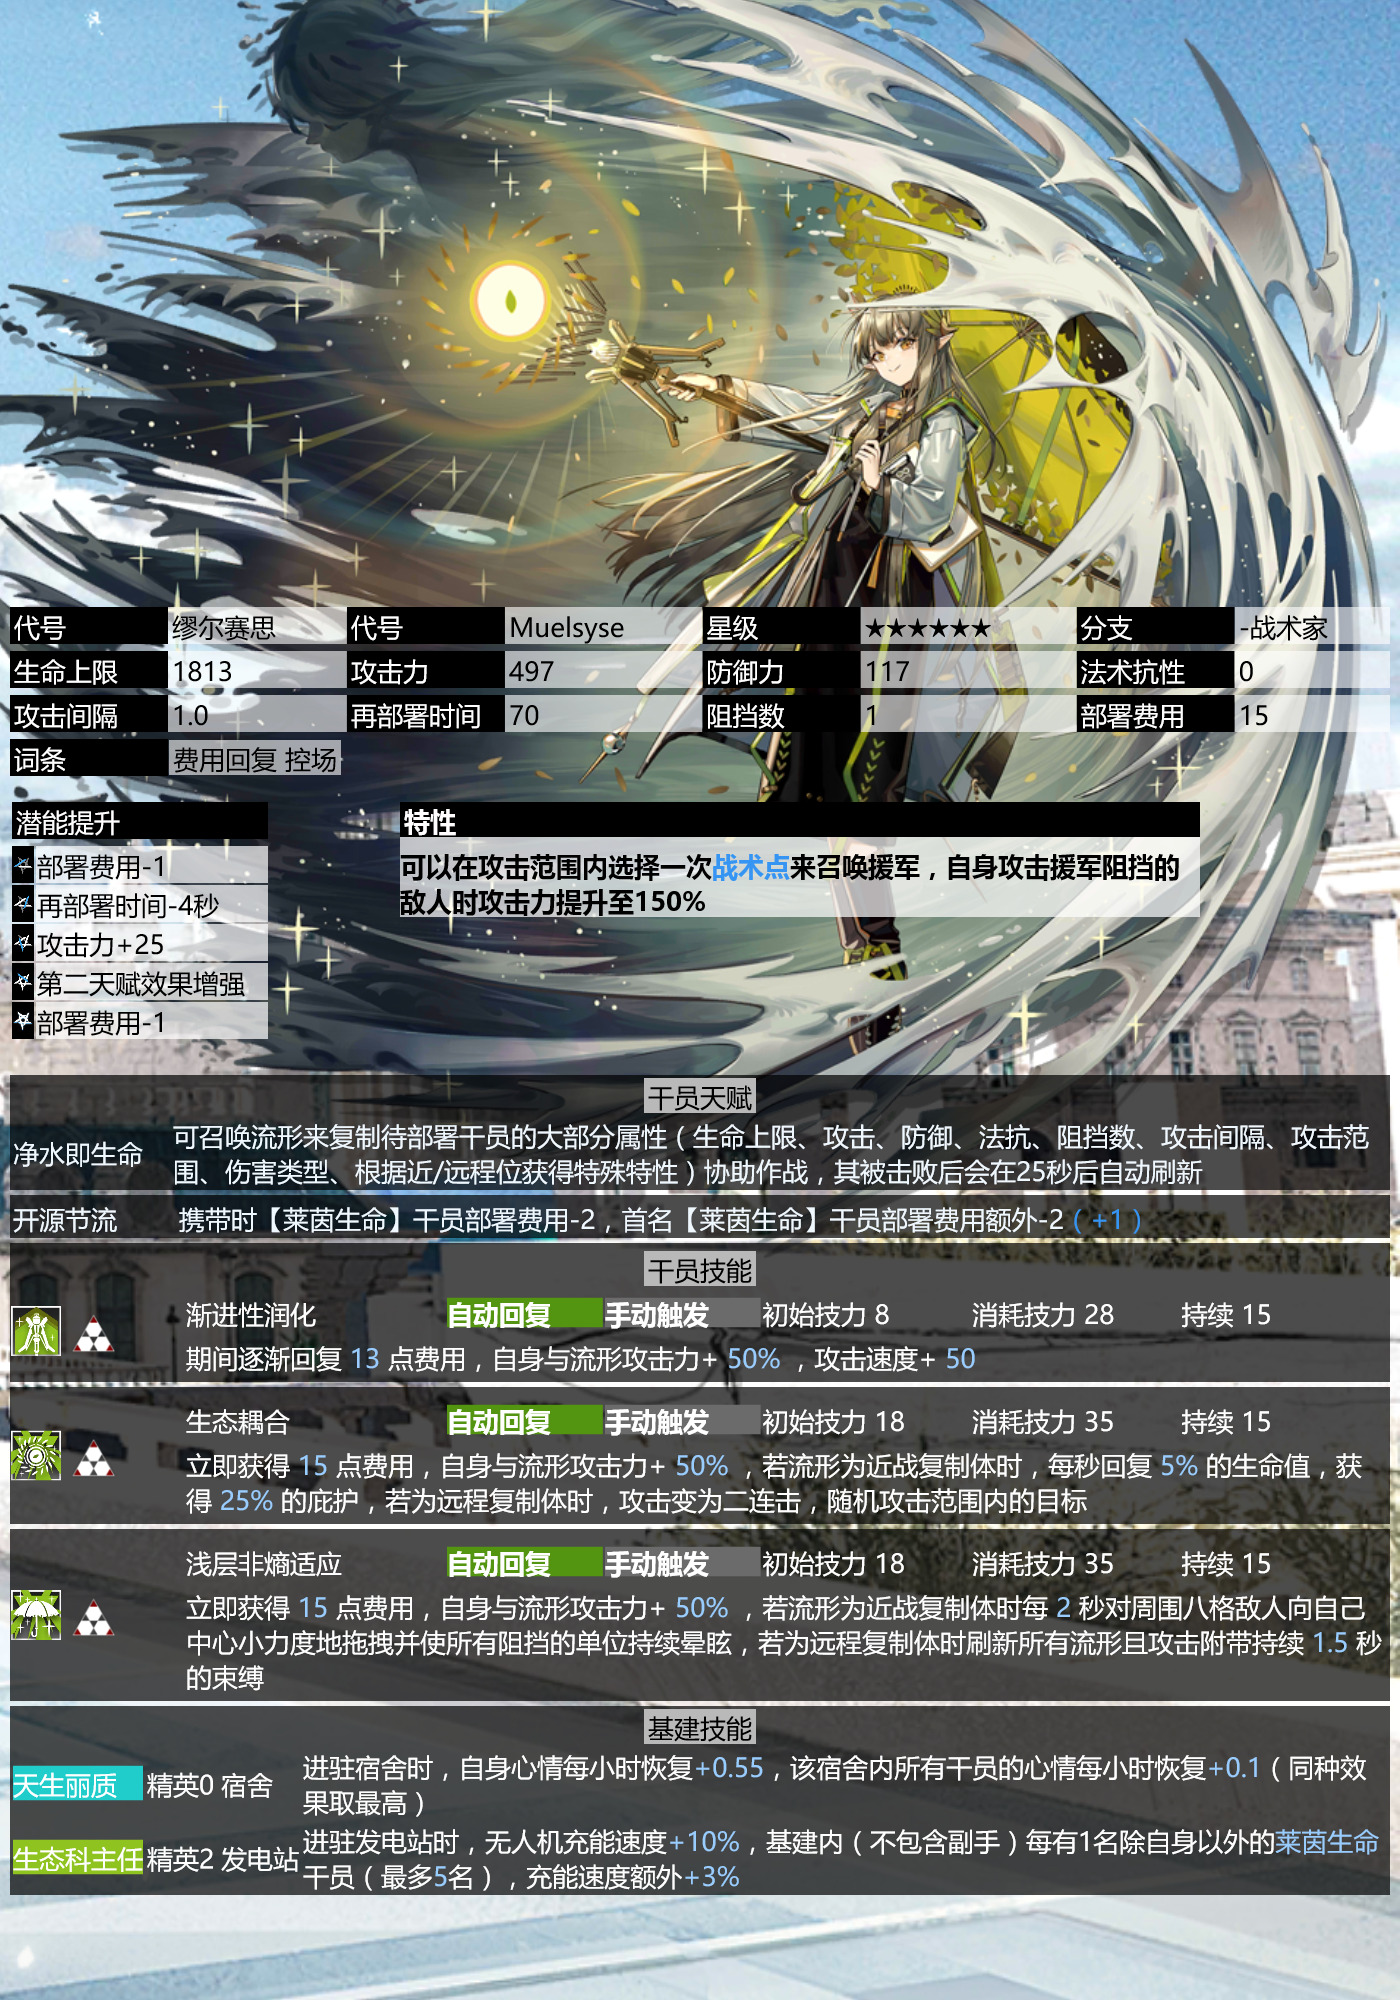 代号 缪尔赛思 代号 Muelsyse 星级 ★★★★★★ 分支 -战术家
生命上限 1813 攻击力 497 防御力 117 法术抗性 0
攻击间隔 1.0 再部署时间 70 阻挡数 1 部署费用 15
词条 费用回复 控场
潜能提升
部署费用-1
再部署时间-4秒
攻击力+25
第二天赋效果增强
部署费用-1
特性
可以在攻击范围内选择一次战术点来召唤援军，自身攻击援军阻挡的
敌人时攻击力提升至150%
干员天赋
净水即生命
可召唤流形来复制待部署干员的大部分属性（生命上限、攻击、防御、法抗、阻挡数、攻击间隔、攻击范
围、伤害类型、根据近/远程位获得特殊特性）协助作战，其被击败后会在25秒后自动刷新
开源节流 携带时【莱茵生命】干员部署费用-2，首名【莱茵生命】干员部署费用额外-2（+1）
干员技能
渐进性润化 自动回复 手动触发 初始技力 8 消耗技力 28 持续 15
期间逐渐回复 13 点费用，自身与流形攻击力+ 50% ，攻击速度+ 50
生态耦合 自动回复 手动触发 初始技力 18 消耗技力 35 持续 15
立即获得 15 点费用，自身与流形攻击力+ 50% ，若流形为近战复制体时，每秒回复 5% 的生命值，获
得 25% 的庇护，若为远程复制体时，攻击变为二连击，随机攻击范围内的目标
浅层非熵适应 自动回复 手动触发 初始技力 18 消耗技力 35 持续 15
立即获得 15 点费用，自身与流形攻击力+ 50% ，若流形为近战复制体时每 2 秒对周围八格敌人向自己
中心小力度地拖拽并使所有阻挡的单位持续晕眩，若为远程复制体时刷新所有流形且攻击附带持续 1.5 秒
的束缚
基建技能
天生丽质 精英0 宿舍
进驻宿舍时，自身心情每小时恢复+0.55，该宿舍内所有干员的心情每小时恢复+0.1（同种效
果取最高）
生态科主任 精英2 发电站
进驻发电站时，无人机充能速度+10%，基建内（不包含副手）每有1名除自身以外的莱茵生命
干员（最多5名），充能速度额外+3%